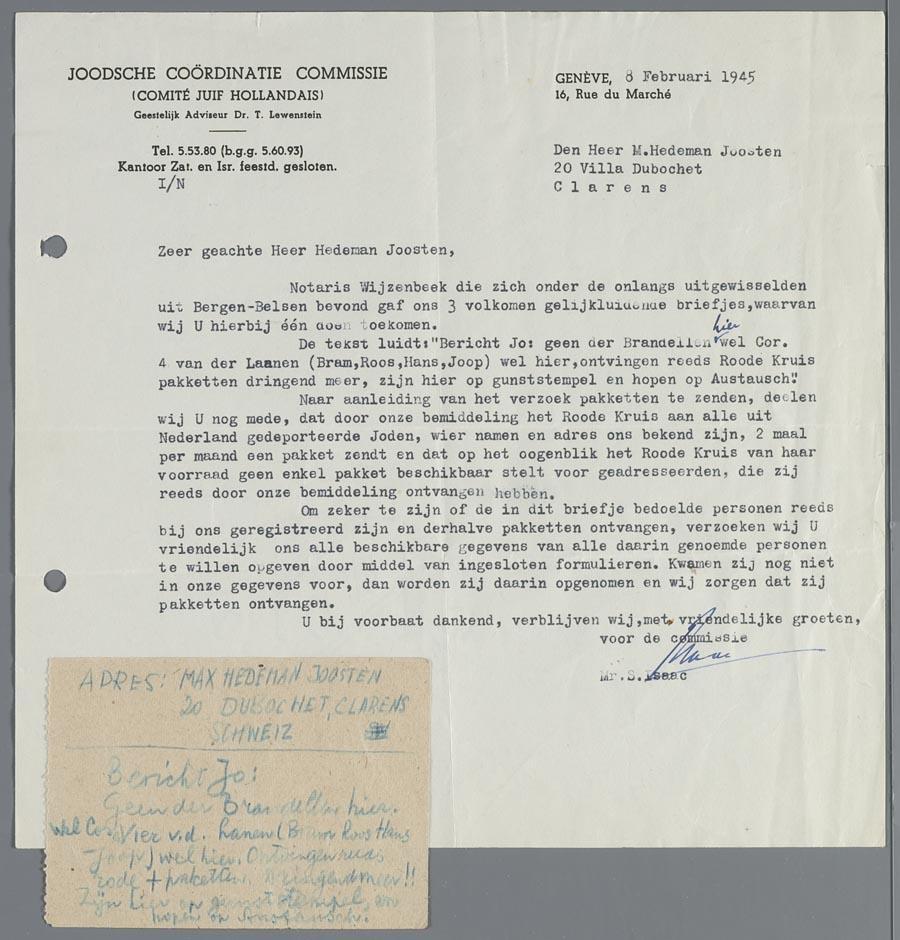 JOODSCHE COÖRDINATIE COMMISSIE
(COMITÉ JUIF HOLLANDAIS)
Geestelijk Adviseur Dr. T. Lewenstein
Tel. 5.53.80 (b.g.g. 5.60.93)
Kantoor Zat. en Isr. feestd. gesloten.
I/N
GENÈVE, 8 Februari 1945
16, Rue du Marché
Den Heer M.Hedeman Joosten
20 Villa Dubochet
C l a r e n s
Zeer geachte Heer Hedeman Joosten,
Notaris Wijzenbeek die zich onder de onlangs uitgewisselden
uit Bergen-Belsen bevond gaf ons 3 volkomen gelijkluidende briefjes,waarvan
wij U hierbij één doen toekomen.
De tekst luidt:"Bericht Jo: geen der Brandellen hier wel Cor.
4 van der Laanen (Bram,Roos,Hans,Joop) wel hier,ontvingen reeds Roode Kruis
pakketten dringend meer, zijn hier op gunststempel en hopen op Austausch."
Naar aanleiding van het verzoek pakketten te zenden, deelen
wij U nog mede, dat door onze bemiddeling het Roode Kruis aan alle uit
Nederland gedeporteerde Joden, wier namen en adres ons bekend zijn, 2 maal
per maand een pakket zendt en dat op het oogenblik het Roode Kruis van haar
voorraad geen enkel pakket beschikbaar stelt voor geadresseerden, die zij
reeds door onze bemiddeling ontvangen hebben.
Om zeker te zijn of de in dit briefje bedoelde personen reeds
bij ons geregistreerd zijn en derhalve pakketten ontvangen, verzoeken wij U
vriendelijk ons alle beschikbare gegevens van alle daarin genoemde personen
te willen opgeven door middel van ingesloten formulieren. Kwamen zij nog niet
in onze gegevens voor, dan worden zij daarin opgenomen en wij zorgen dat zij
pakketten ontvangen.
U bij voorbaat dankend, verblijven wij,met vriendelijke groeten,
voor de commissie
Mr.S.Isaac
ADRES: MAX HEDEMAN JOOSTEN
20 DUBOCHET, CLARENS
SCHWEIZ
Bericht Jo:
Geen der Brandellen hier.
Wel Cor. Vier v.d. Lanen (Bram Roos Hans
Joop) wel hier. Ontvingen reeds
rode + paketten. Dringend meer!!
Zijn hier op gunststempel, en
hopen op Austausch.